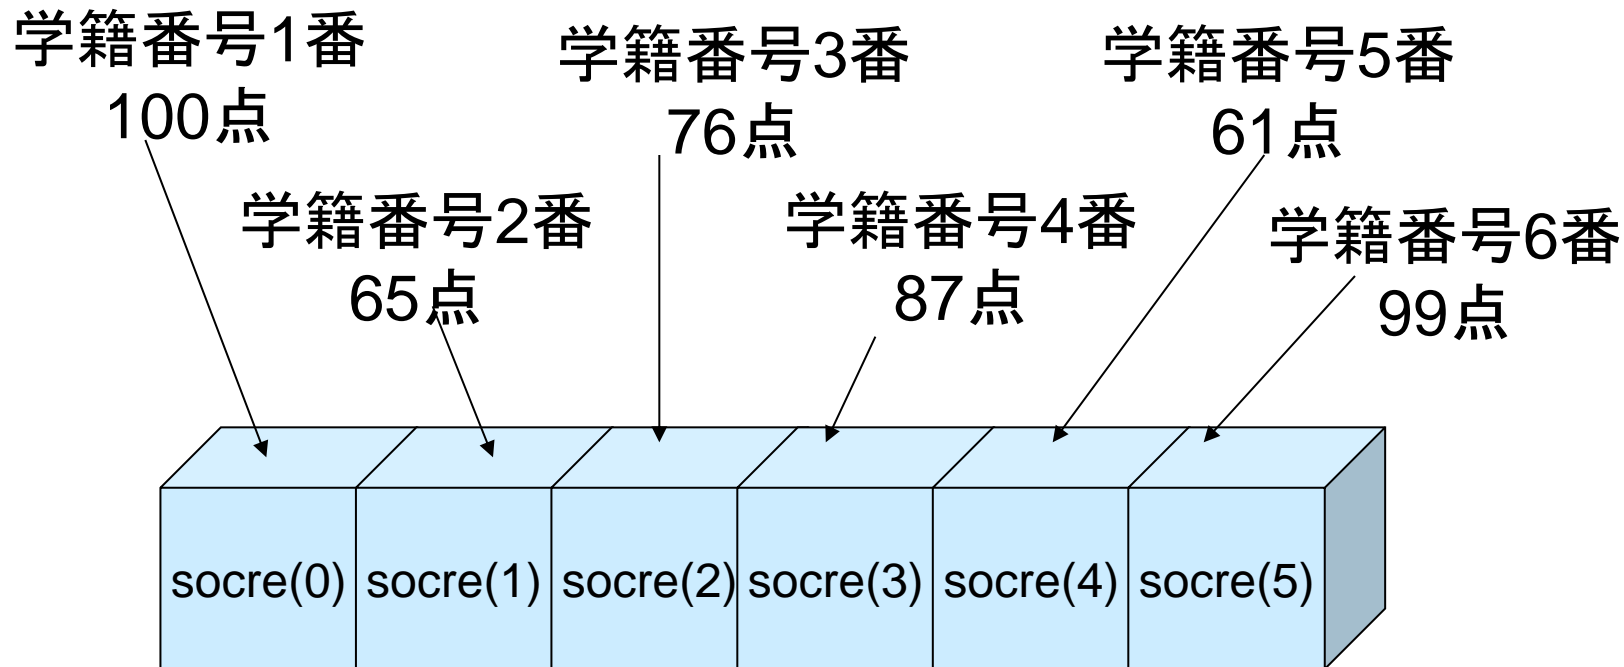 学籍番号1番
100点
学籍番号2番
65点
学籍番号3番
76点
学籍番号4番
87点
学籍番号5番
61点
学籍番号6番
99点
socre(0)
socre(1)
socre(2)
socre(3)
socre(4)
socre(5)